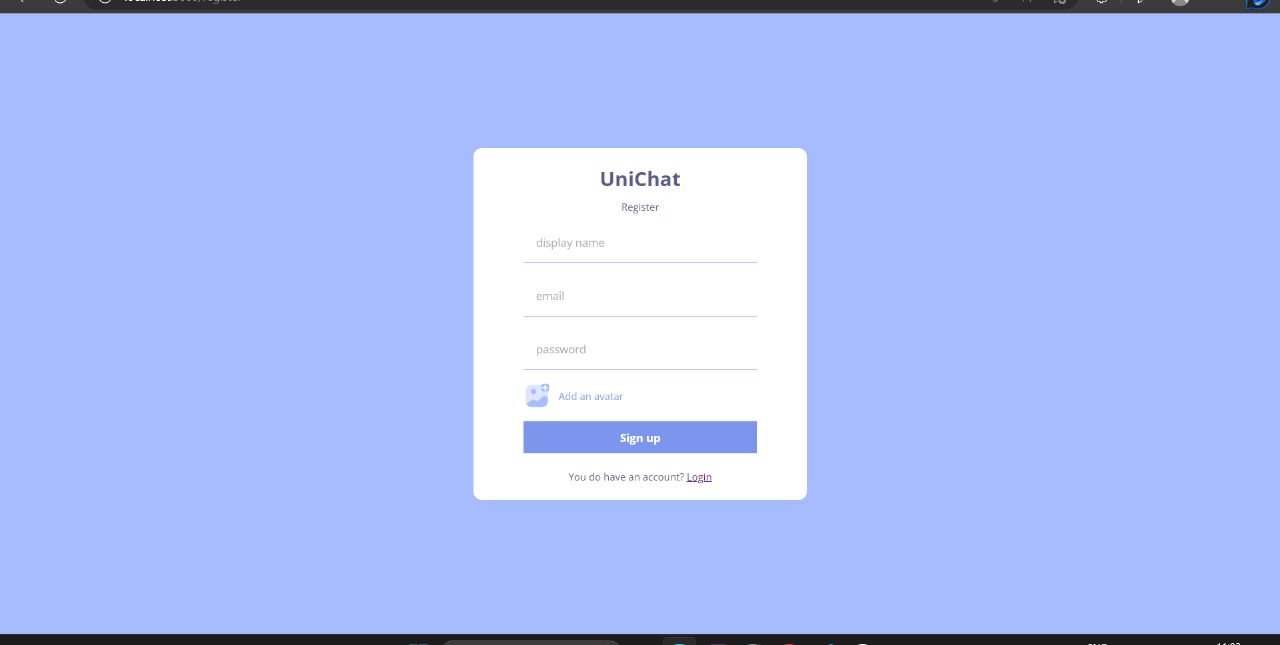 UniChat
Register
display name
email
password
Add an avatar
Sign up
You do have an account? Login